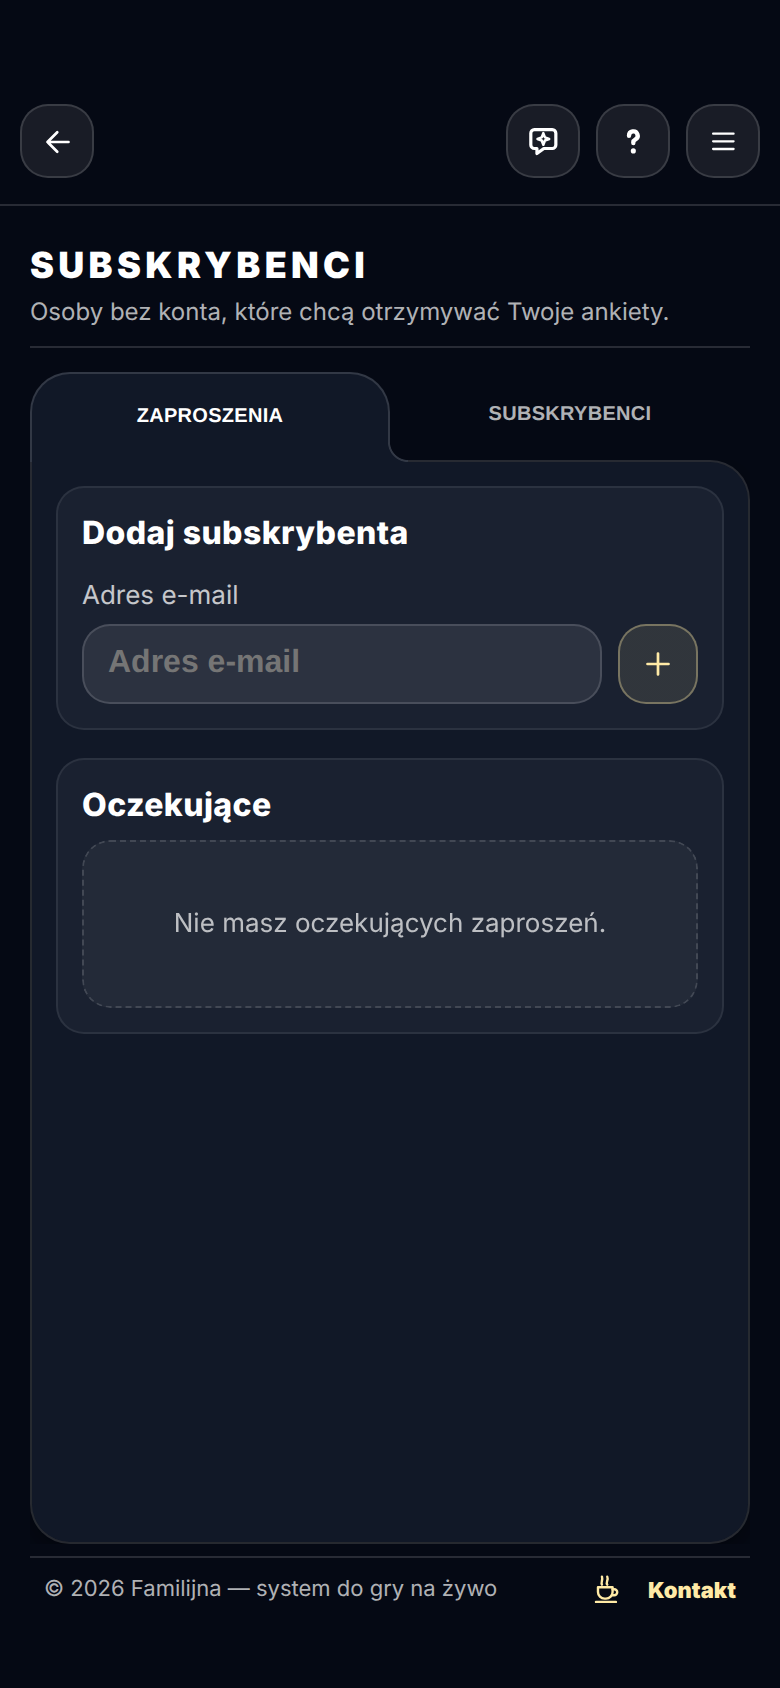 SUBSKRYBENCI
Osoby bez konta, które chcą otrzymywać Twoje ankiety.
ZAPROSZENIA
SUBSKRYBENCI
Dodaj subskrybenta
Adres e-mail
Adres e-mail
Oczekujące
Nie masz oczekujących zaproszeń.
© 2026 Familijna — system do gry na żywo
Kontakt